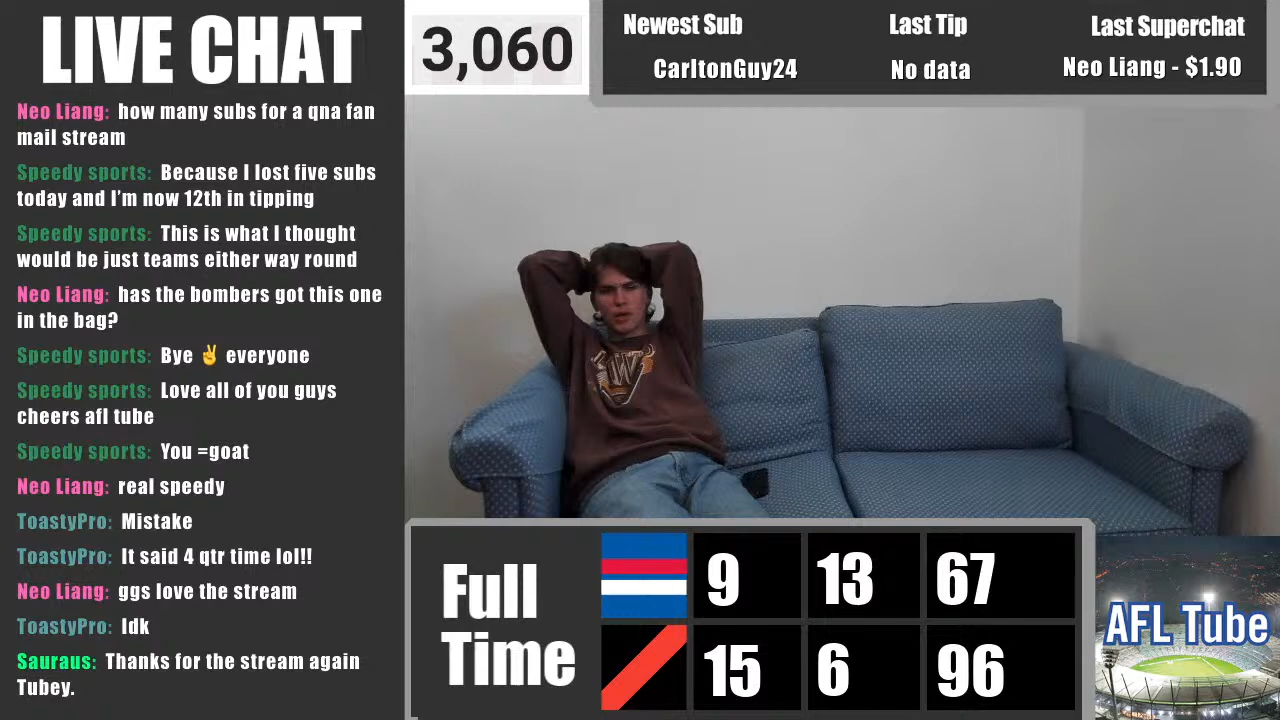 LIVE CHAT
Neo Liang: how many subs for a qna fan
mail stream
Speedy sports: Because I lost five subs
today and I'm now 12th in tipping
Speedy sports: This is what I thought
would be just teams either way round
Neo Liang: has the bombers got this one
in the bag?
Speedy sports: Bye ✌ everyone
Speedy sports: Love all of you guys
cheers afl tube
Speedy sports: You =goat
Neo Liang: real speedy
ToastyPro: Mistake
ToastyPro: It said 4 qtr time lol!!
Neo Liang: ggs love the stream
ToastyPro: Idk
Sauraus: Thanks for the stream again
Tubey.
3,060
Newest Sub
CarltonGuy24
Last Tip
No data
Last Superchat
Neo Liang - $1.90
W
Full
Time
9 13 67
15 6 96
AFL Tube